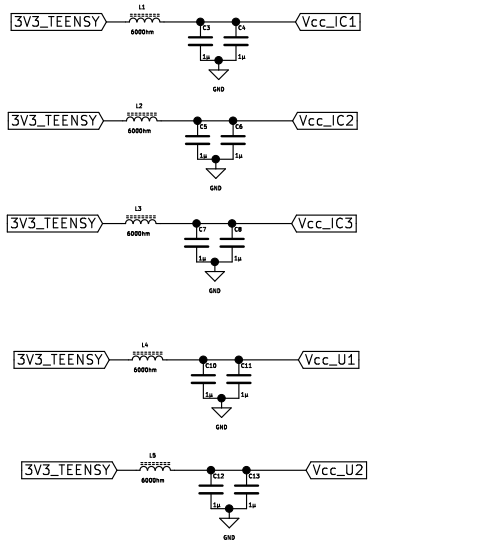 L1
3V3_TEENSY
Vcc_IC1
C3
C4
600Ohm
1µ
1µ
GND
L2
3V3_TEENSY
Vcc_IC2
C5
C6
600Ohm
1µ
1µ
GND
L3
3V3_TEENSY
Vcc_IC3
C7
C8
600Ohm
1µ
1µ
GND
L4
3V3_TEENSY
Vcc_U1
C10
C11
600Ohm
1µ
1µ
GND
L5
3V3_TEENSY
Vcc_U2
C12
C13
600Ohm
1µ
1µ
GND